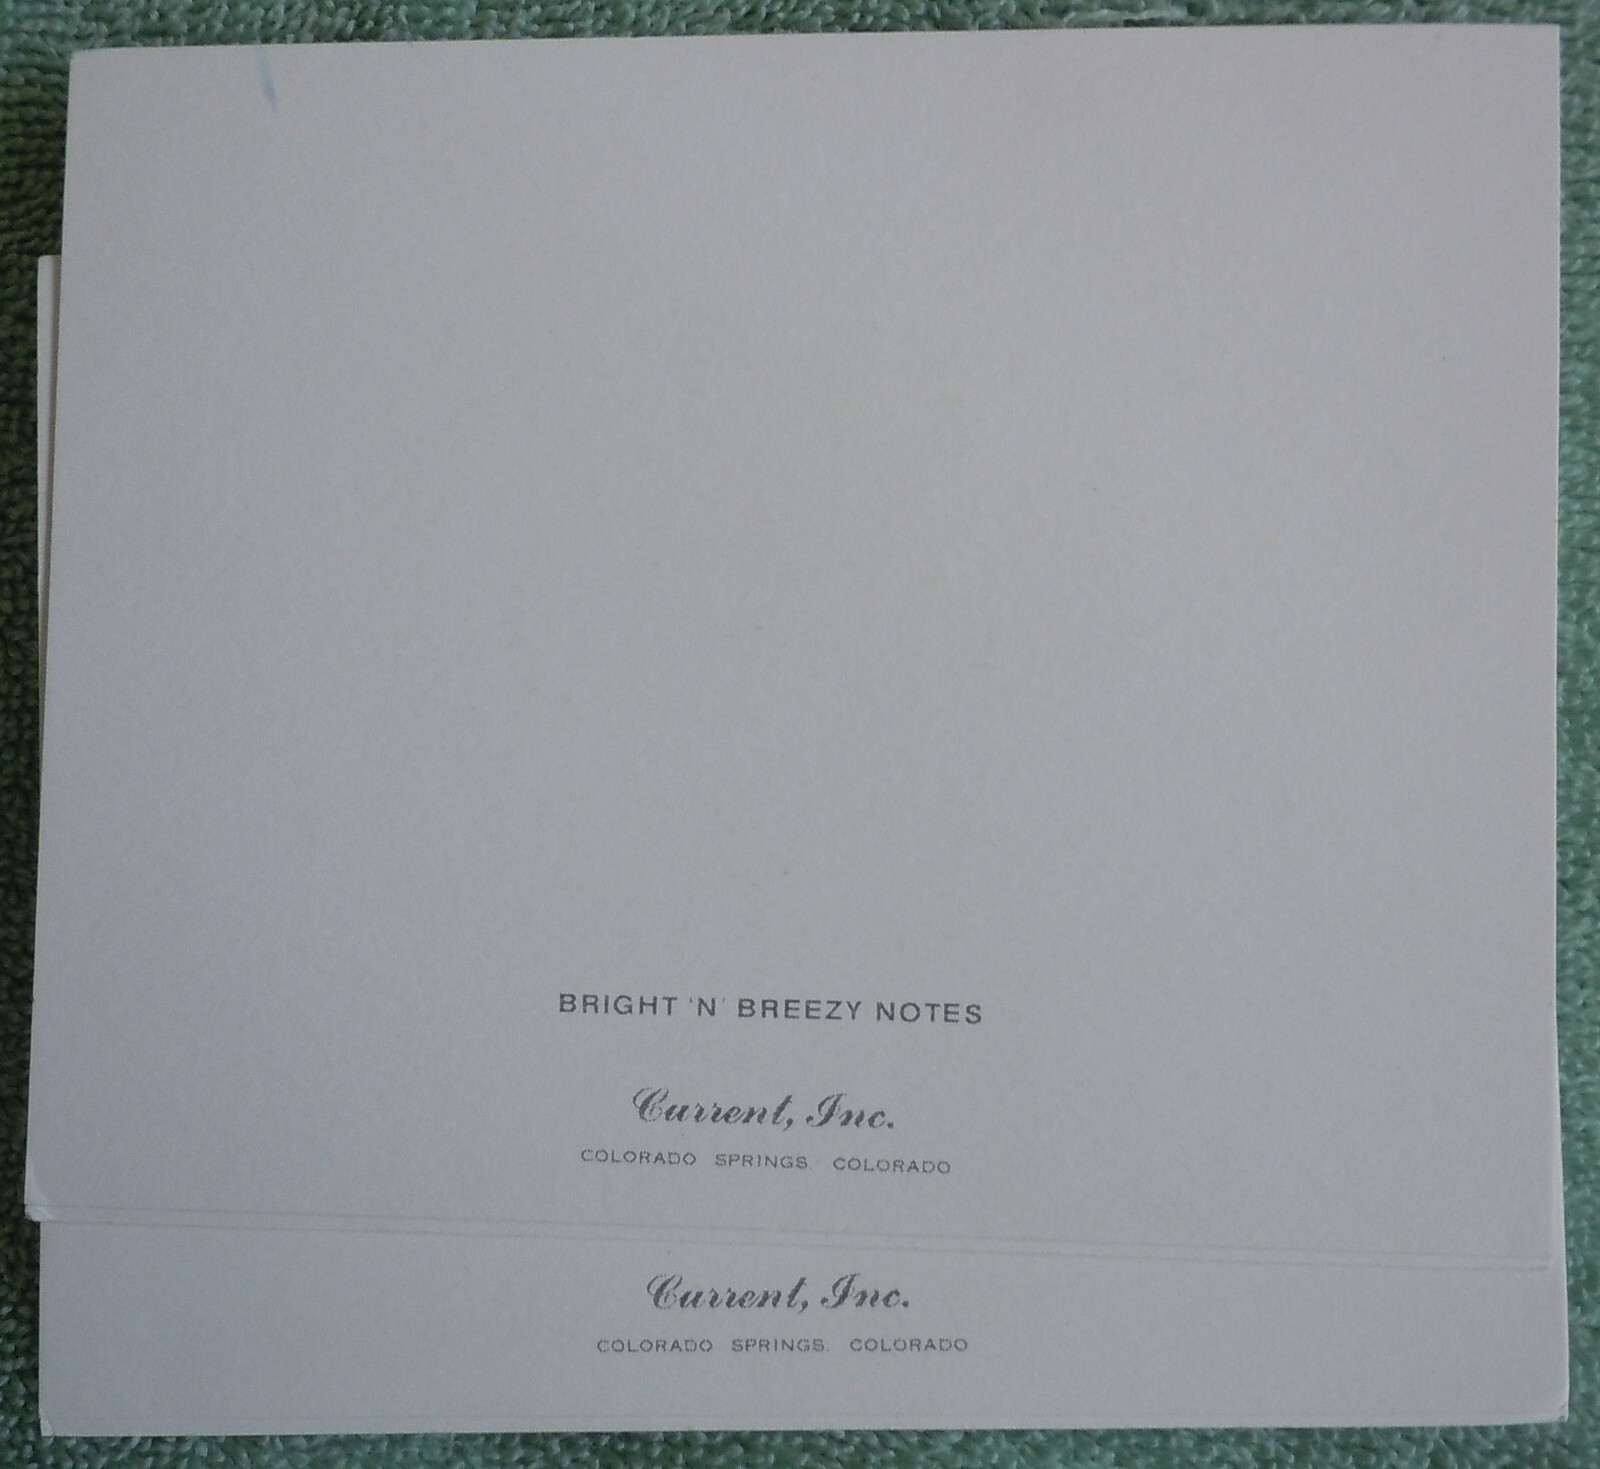 BRIGHT 'N' BREEZY NOTES
Current, Inc.
COLORADO SPRINGS, COLORADO
Current, Inc.
COLORADO SPRINGS, COLORADO